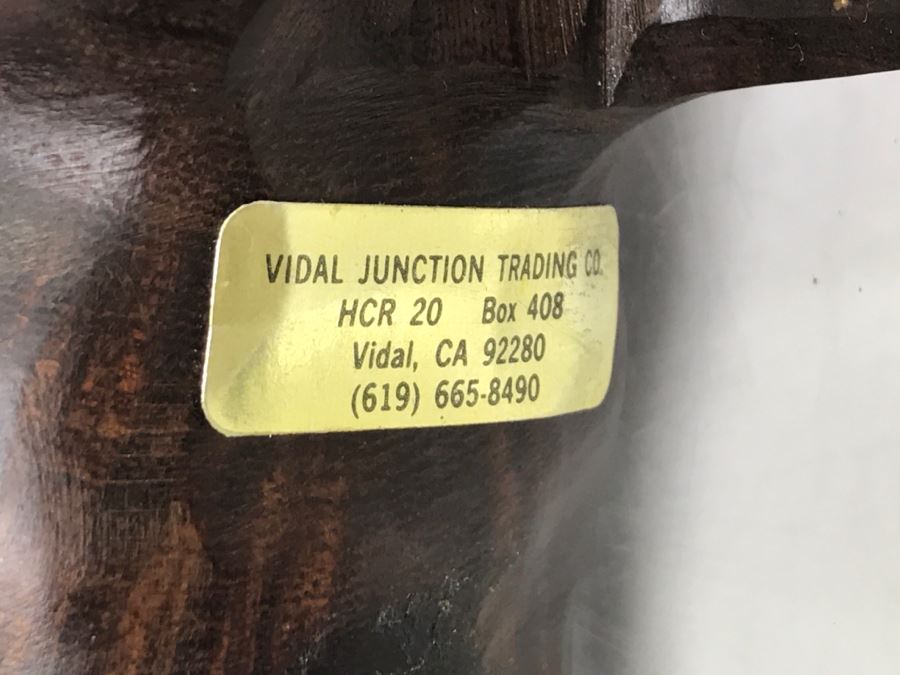 VIDAL JUNCTION TRADING CO.
HCR 20 Box 408
Vidal, CA 92280
(619) 665-8490